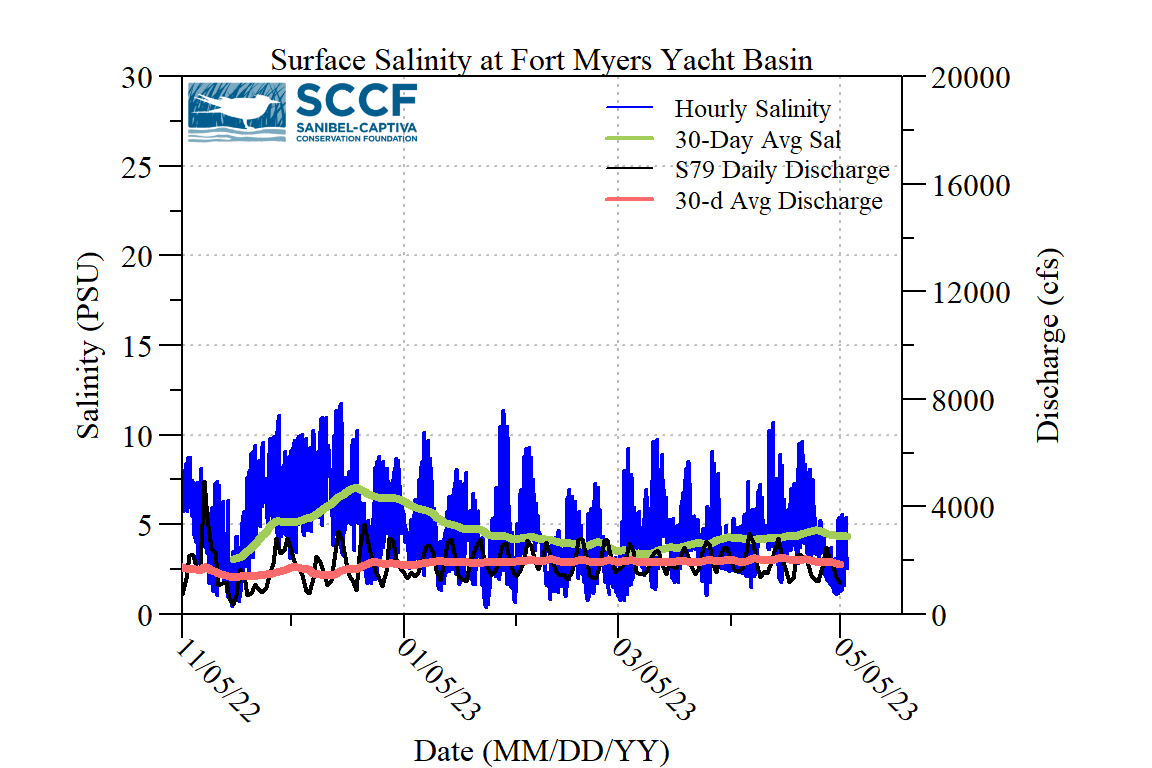 Surface Salinity at Fort Myers Yacht Basin
SCCF
SANIBEL-CAPTIVA
CONSERVATION FOUNDATION
Hourly Salinity
30-Day Avg Sal
S79 Daily Discharge
30-d Avg Discharge
Salinity (PSU)
30
25
20
15
10
5
0
20000
16000
12000
8000
4000
0
Discharge (cfs)
11/05/22
01/05/23
03/05/23
05/05/23
Date (MM/DD/YY)